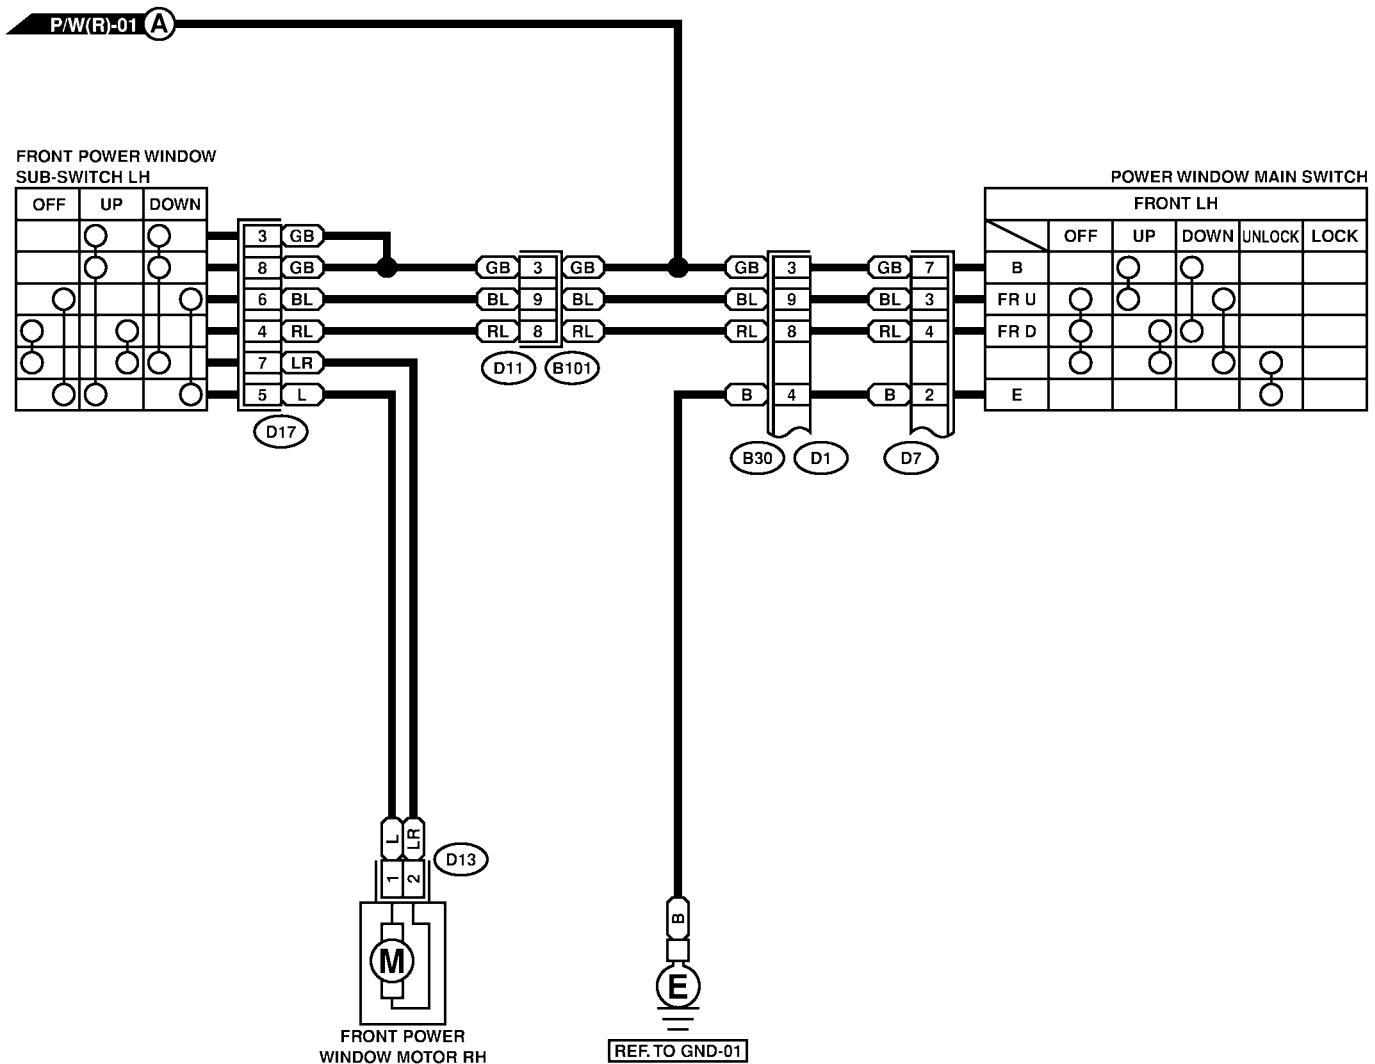 P/W(R)-01 A
FRONT POWER WINDOW
SUB-SWITCH LH
OFF UP DOWN
POWER WINDOW MAIN SWITCH
FRONT LH
OFF UP DOWN UNLOCK LOCK
3 GB
8 GB GB 3 GB GB 3 GB 7 B
6 BL BL 9 BL BL 9 BL 3 FR U
4 RL RL 8 RL RL 8 RL 4 FR D
7 LR
D11 B101
5 L B 4 B 2 E
D17
B30 D1 D7
L LR
D13
1 2
B
M
E
FRONT POWER
WINDOW MOTOR RH
REF. TO GND-01